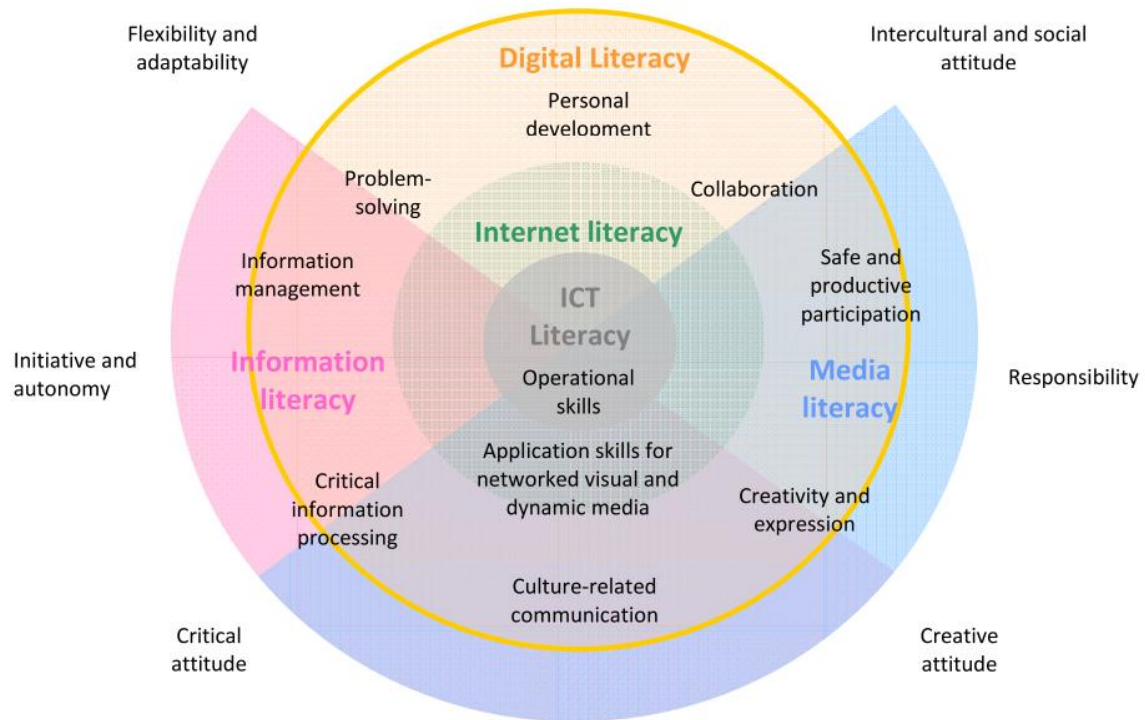 Flexibility and
adaptability
Intercultural and social
attitude
Digital Literacy
Personal
development
Problem-
solving
Collaboration
Internet literacy
Information
management
Safe and
productive
participation
ICT
Literacy
Initiative and
autonomy
Information
literacy
Operational
skills
Media
literacy
Responsibility
Critical
information
processing
Application skills for
networked visual and
dynamic media
Creativity and
expression
Culture-related
communication
Critical
attitude
Creative
attitude